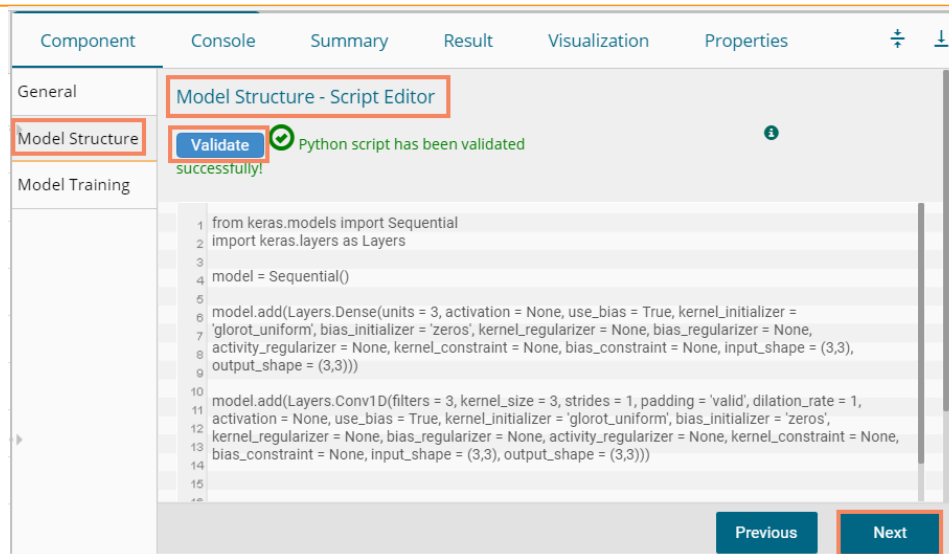 Component Console Summary Result Visualization Properties
General
Model Structure
Model Training
Model Structure - Script Editor
Validate Python script has been validated
successfully!
1 from keras.models import Sequential
2 import keras.layers as Layers
3
4 model = Sequential()
5
6 model.add(Layers.Dense(units = 3, activation = None, use_bias = True, kernel_initializer =
7 'glorot_uniform', bias_initializer = 'zeros', kernel_regularizer = None, bias_regularizer = None,
8 activity_regularizer = None, kernel_constraint = None, bias_constraint = None, input_shape = (3,3),
9 output_shape = (3,3)))
10
11 model.add(Layers.Conv1D(filters = 3, kernel_size = 3, strides = 1, padding = 'valid', dilation_rate = 1,
12 activation = None, use_bias = True, kernel_initializer = 'glorot_uniform', bias_initializer = 'zeros',
13 kernel_regularizer = None, bias_regularizer = None, activity_regularizer = None, kernel_constraint = None,
14 bias_constraint = None, input_shape = (3,3), output_shape = (3,3)))
15
Previous Next